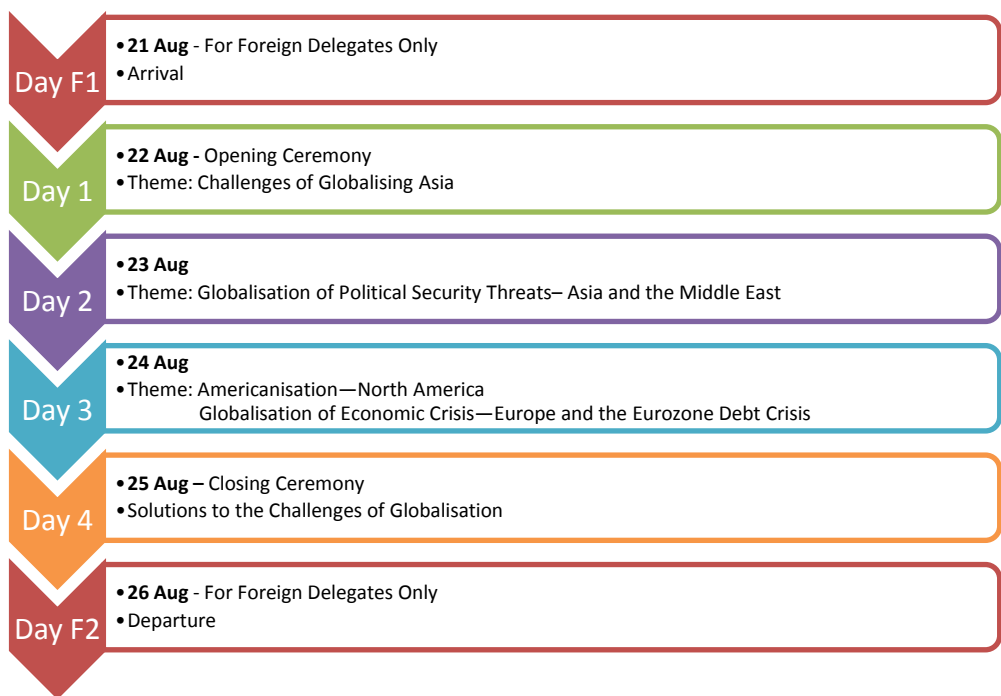 Day F1
•21 Aug - For Foreign Delegates Only
•Arrival
Day 1
•22 Aug - Opening Ceremony
•Theme: Challenges of Globalising Asia
Day 2
•23 Aug
•Theme: Globalisation of Political Security Threats– Asia and the Middle East
Day 3
•24 Aug
•Theme: Americanisation—North America
Globalisation of Economic Crisis—Europe and the Eurozone Debt Crisis
Day 4
•25 Aug – Closing Ceremony
•Solutions to the Challenges of Globalisation
Day F2
•26 Aug - For Foreign Delegates Only
•Departure